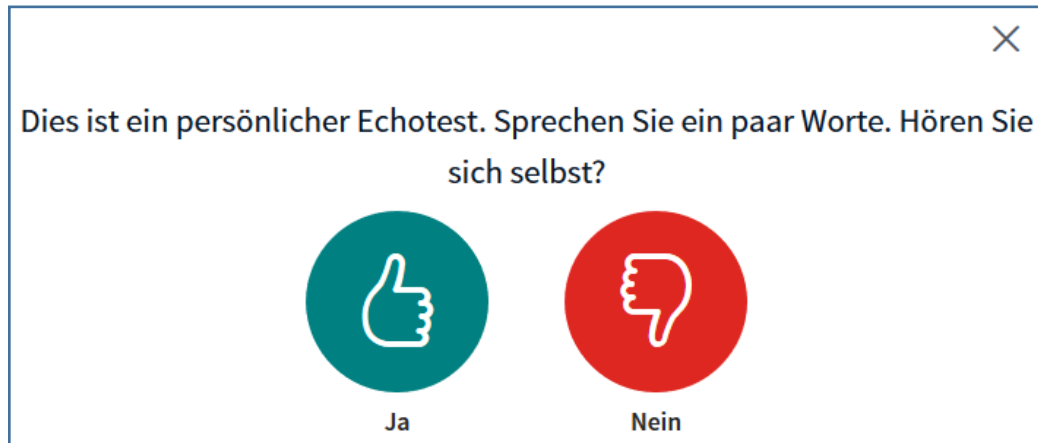 Dies ist ein persönlicher Echotest. Sprechen Sie ein paar Worte. Hören Sie
sich selbst?
Ja
Nein